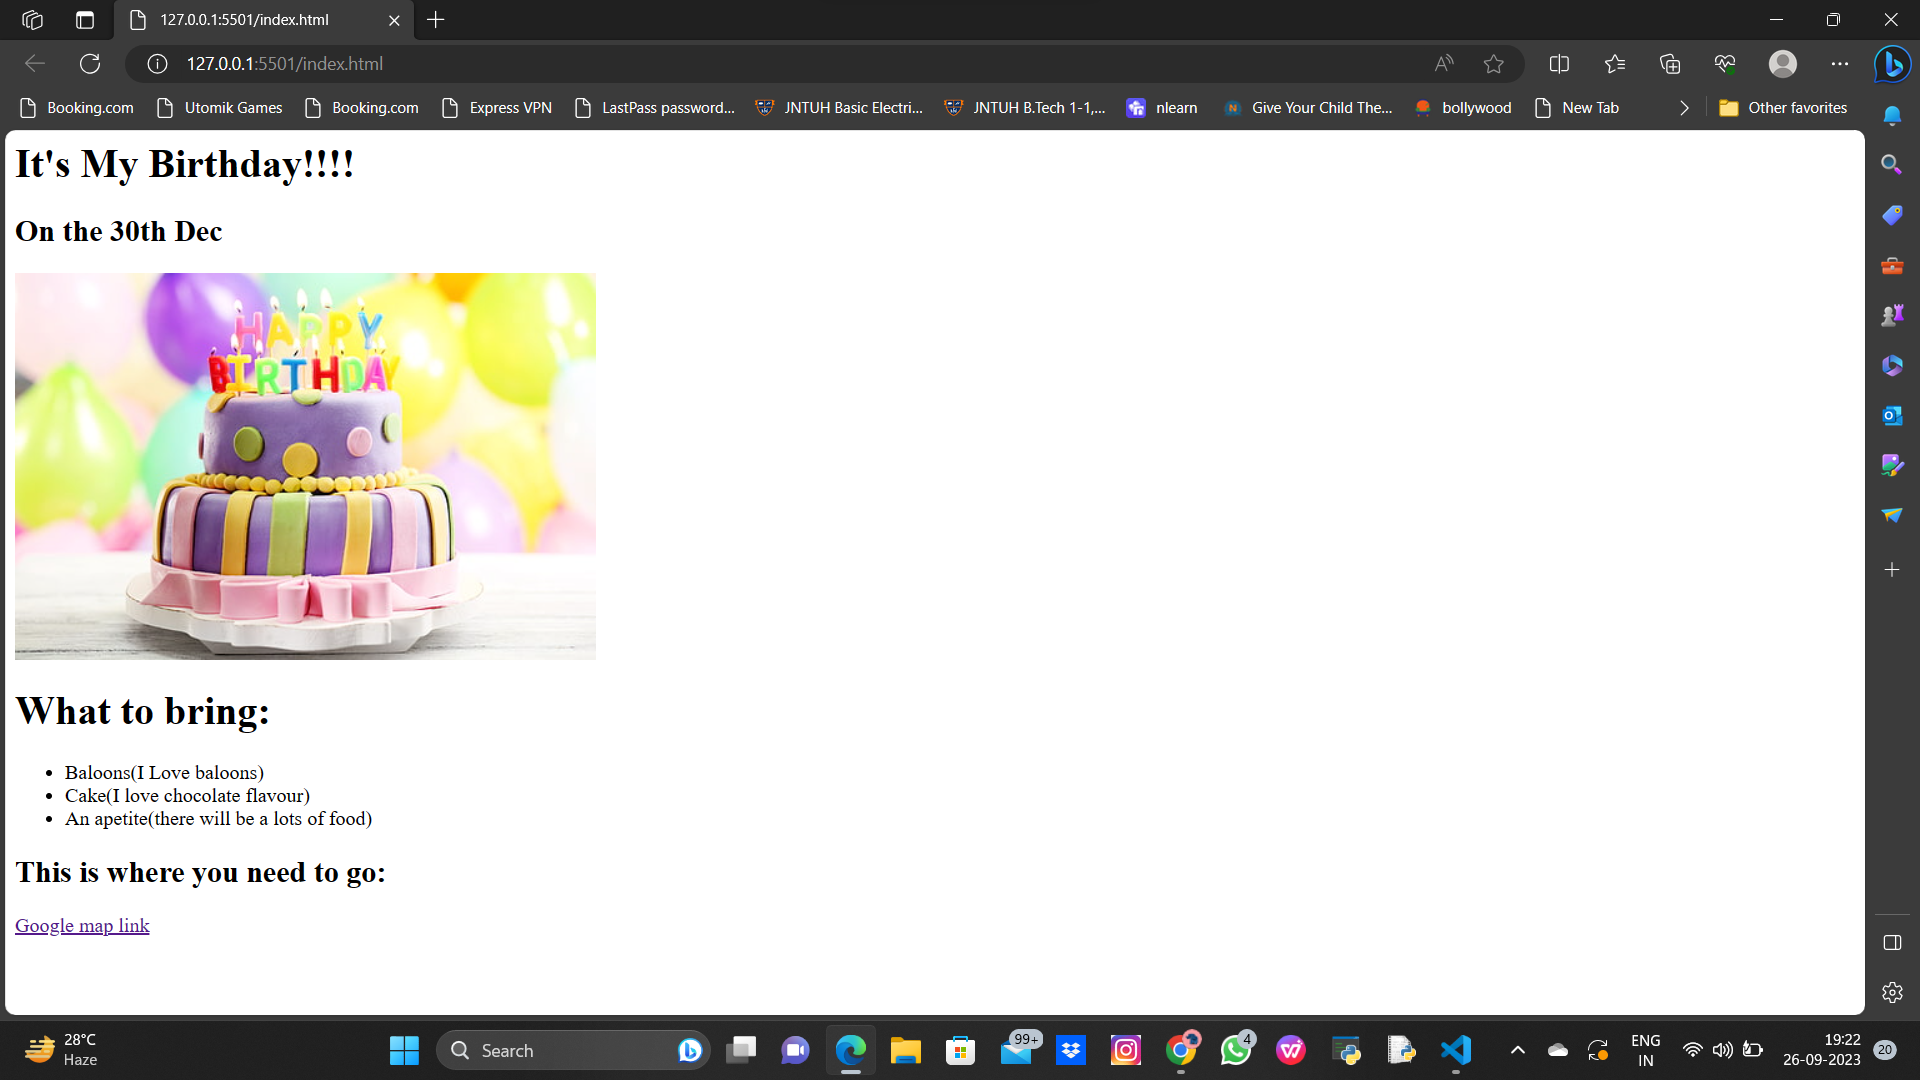 127.0.0.1:5501/index.html
127.0.0.1:5501/index.html
Booking.com Utomik Games Booking.com Express VPN LastPass password... JNTUH Basic Electri... JNTUH B.Tech 1-1,... nlearn Give Your Child The... bollywood New Tab Other favorites
It's My Birthday!!!!
On the 30th Dec
HAPPY
BIRTHDAY
What to bring:
Baloons(I Love baloons)
Cake(I love chocolate flavour)
An apetite(there will be a lots of food)
This is where you need to go:
Google map link
28°C
Haze
Search
99+
4
ENG
IN
19:22
26-09-2023
20